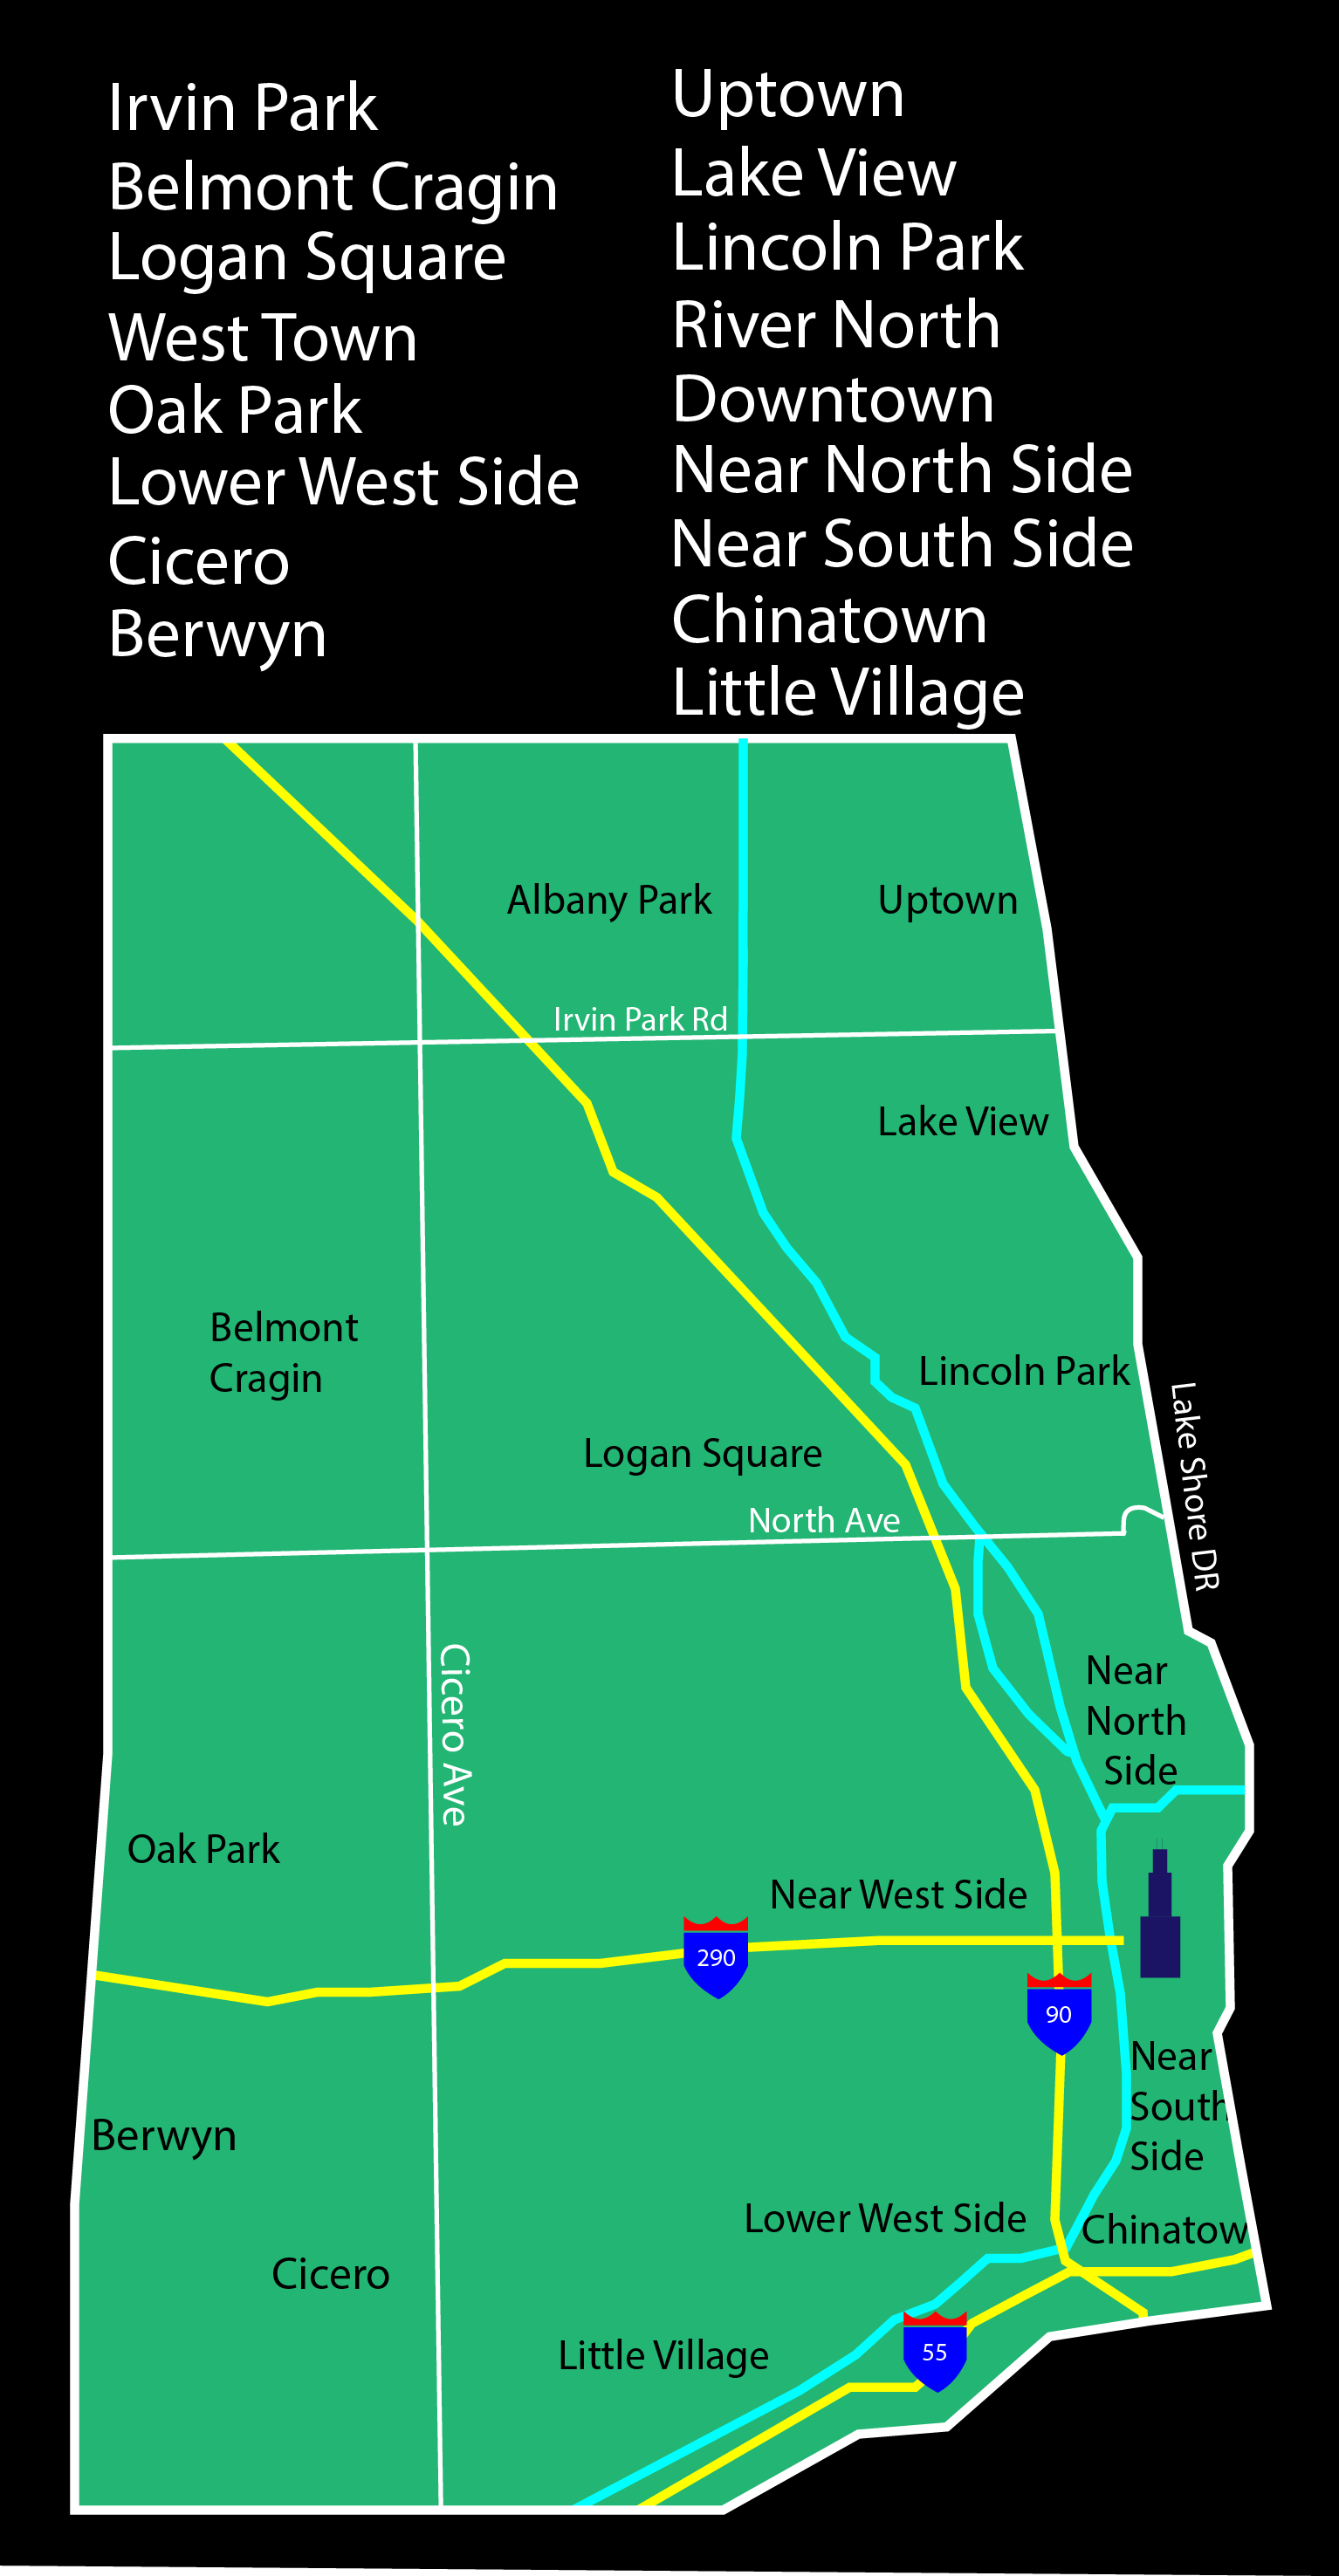 Irvin Park
Belmont Cragin
Logan Square
West Town
Oak Park
Lower West Side
Cicero
Berwyn
Uptown
Lake View
Lincoln Park
River North
Downtown
Near North Side
Near South Side
Chinatown
Little Village
Albany Park
Uptown
Irvin Park Rd
Lake View
Belmont
Cragin
Lincoln Park
Lake Shore DR
Logan Square
North Ave
Cicero Ave
Near
North
Side
Oak Park
Near West Side
290
90
Near
South
Side
Berwyn
Lower West Side
Chinatow
Cicero
Little Village
55